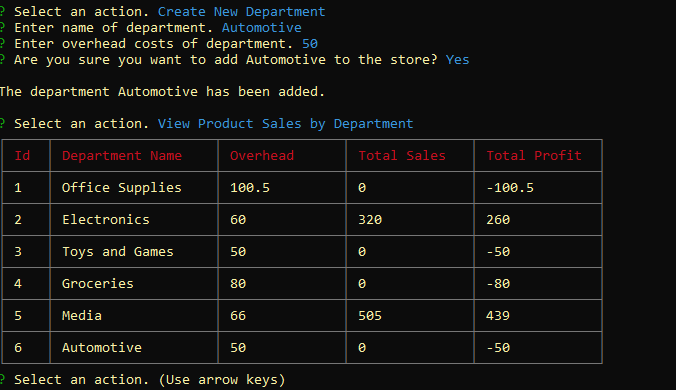 ? Select an action. Create New Department
? Enter name of department. Automotive
? Enter overhead costs of department. 50
? Are you sure you want to add Automotive to the store? Yes
The department Automotive has been added.
? Select an action. View Product Sales by Department
Id Department Name Overhead Total Sales Total Profit
1 Office Supplies 100.5 0 -100.5
2 Electronics 60 320 260
3 Toys and Games 50 0 -50
4 Groceries 80 0 -80
5 Media 66 505 439
6 Automotive 50 0 -50
? Select an action. (Use arrow keys)